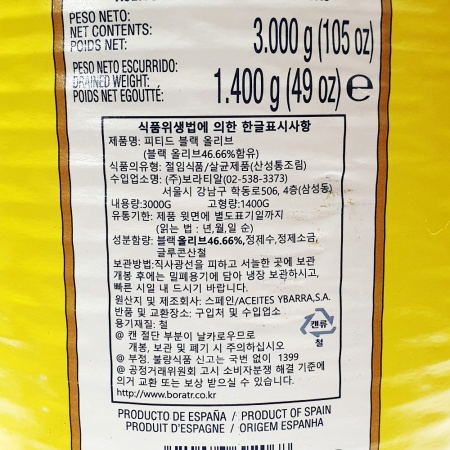 PESO NETO:
NET CONTENTS:
POIDS NET:
3.000 g (105 oz)
PESO NETO ESCURRIDO:
DRAINED WEIGHT:
POIDS NET EGOUTTÉ:
1.400 g (49 oz) e
식품위생법에 의한 한글표시사항
제품명: 피티드 블랙 올리브
(블랙 올리브46.66%함유)
식품의유형: 절임식품/살균제품(산성통조림)
수입업소명: (주)보라티알(02-538-3373)
서울시 강남구 학동로506, 4층(삼성동)
내용량:3000G 고형량:1400G
유통기한: 제품 윗면에 별도표기일까지
(읽는 법 : 년,월,일 순)
성분함량: 블랙올리브46.66%,정제수,정제소금,
글루콘산철
보관방법:직사광선을 피하고 서늘한 곳에 보관
개봉 후에는 밀폐용기에 담아 냉장 보관하시고,
빠른 시일 내 드시기 바랍니다.
원산지 및 제조회사: 스페인/ACEITES YBARRA,S.A.
반품 및 교환장소: 구입처 및 수입업소
용기재질: 철
캔류
철
@ 캔 절단 부분이 날카로우므로
개봉, 보관 및 폐기 시 주의하십시오
@ 부정. 불량식품 신고는 국번 없이 1399
@ 공정거래위원회 고시 소비자분쟁 해결 기준에
의거 교환 또는 보상 받으실 수 있습니다.
http://www.boratr.co.kr
PRODUCTO DE ESPAÑA / PRODUCT OF SPAIN
PRODUIT D'ESPAGNE / ORIGEM ESPANHA